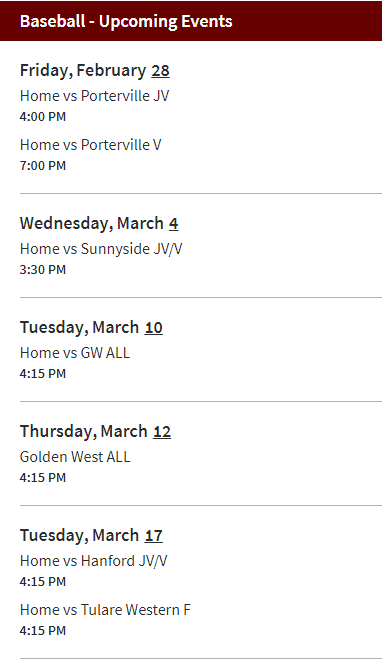 Baseball - Upcoming Events
Friday, February 28
Home vs Porterville JV
4:00 PM
Home vs Porterville V
7:00 PM
Wednesday, March 4
Home vs Sunnyside JV/V
3:30 PM
Tuesday, March 10
Home vs GW ALL
4:15 PM
Thursday, March 12
Golden West ALL
4:15 PM
Tuesday, March 17
Home vs Hanford JV/V
4:15 PM
Home vs Tulare Western F
4:15 PM